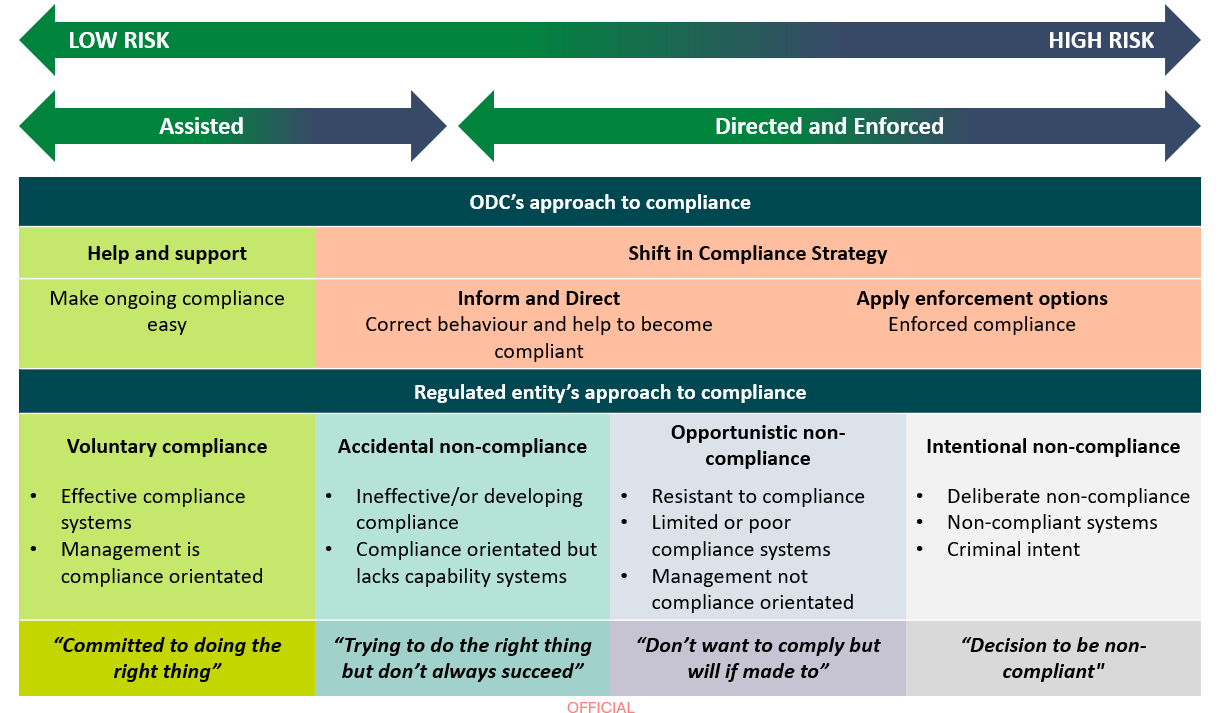 LOW RISK
HIGH RISK
Assisted
Directed and Enforced
ODC’s approach to compliance
Help and support
Shift in Compliance Strategy
Make ongoing compliance
easy
Inform and Direct
Correct behaviour and help to become
compliant
Apply enforcement options
Enforced compliance
Regulated entity’s approach to compliance
Voluntary compliance
• Effective compliance
systems
• Management is
compliance orientated
“Committed to doing the
right thing”
Accidental non-compliance
• Ineffective/or developing
compliance
• Compliance orientated but
lacks capability systems
“Trying to do the right thing
but don’t always succeed”
Opportunistic non-
compliance
• Resistant to compliance
• Limited or poor
compliance systems
• Management not
compliance orientated
“Don’t want to comply but
will if made to”
Intentional non-compliance
• Deliberate non-compliance
• Non-compliant systems
• Criminal intent
“Decision to be non-
compliant"
OFFICIAL